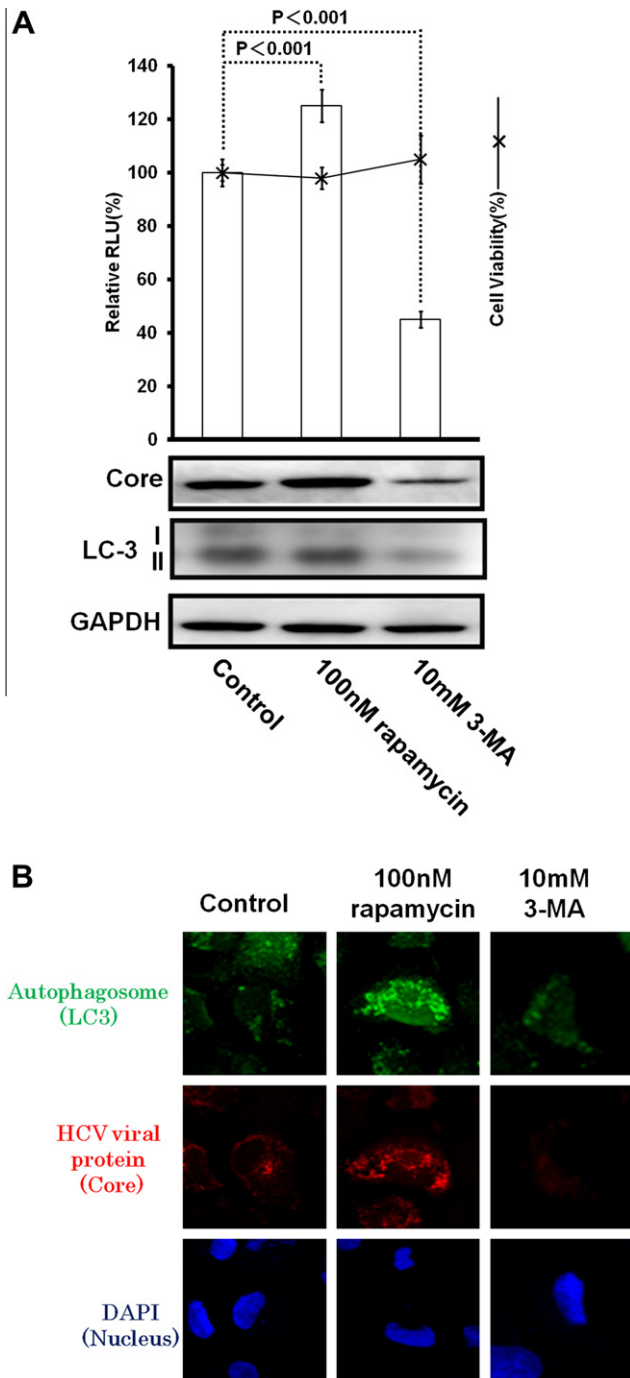 A
P<0.001
P<0.001
140
120
100
80
60
40
20
0
Relative RLU(%)
Cell Viability(%)
Core
LC-3
I
II
GAPDH
Control
100nM rapamycin
10mM 3-MA
B
Control
100nM
rapamycin
10mM
3-MA
Autophagosome
(LC3)
HCV viral
protein
(Core)
DAPI
(Nucleus)